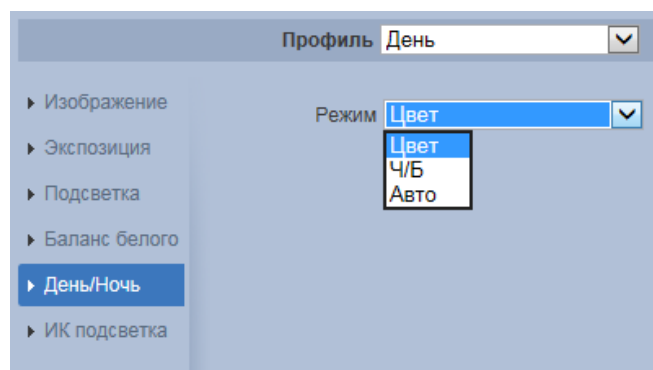 Профиль День
Изображение
Режим Цвет
Экспозиция
Цвет
Ч/Б
Авто
Подсветка
Баланс белого
День/Ночь
ИК подсветка